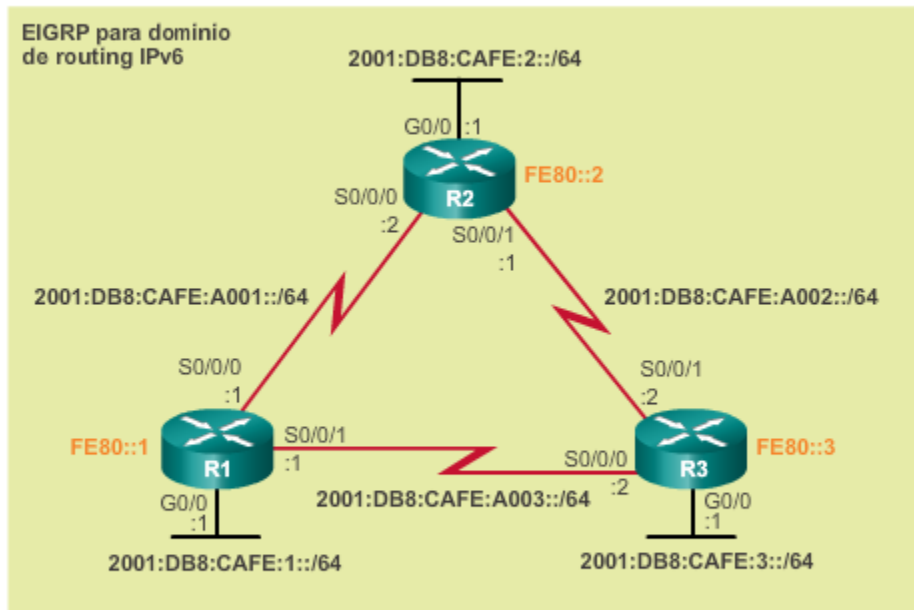 EIGRP para dominio
de routing IPv6
2001:DB8:CAFE:2::/64
G0/0 :1
R2
FE80::2
S0/0/0
:2
S0/0/1
:1
2001:DB8:CAFE:A001::/64
2001:DB8:CAFE:A002::/64
S0/0/0
:1
S0/0/1
:2
FE80::1
R1
S0/0/1
:1
S0/0/0
:2
R3
FE80::3
2001:DB8:CAFE:A003::/64
G0/0
:1
G0/0
:1
2001:DB8:CAFE:1::/64
2001:DB8:CAFE:3::/64